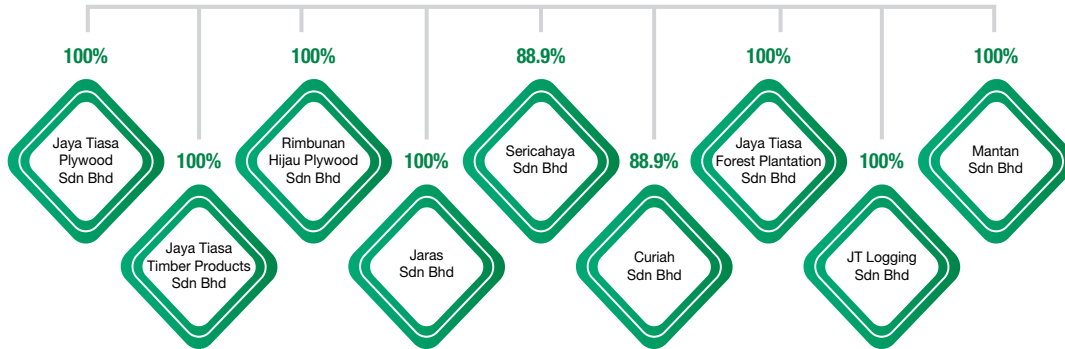 100%
Jaya Tiasa
Plywood
Sdn Bhd
100%
Jaya Tiasa
Timber Products
Sdn Bhd
100%
Rimbunan
Hijau Plywood
Sdn Bhd
100%
Jaras
Sdn Bhd
88.9%
Sericahaya
Sdn Bhd
88.9%
Curiah
Sdn Bhd
100%
Jaya Tiasa
Forest Plantation
Sdn Bhd
100%
JT Logging
Sdn Bhd
100%
Mantan
Sdn Bhd